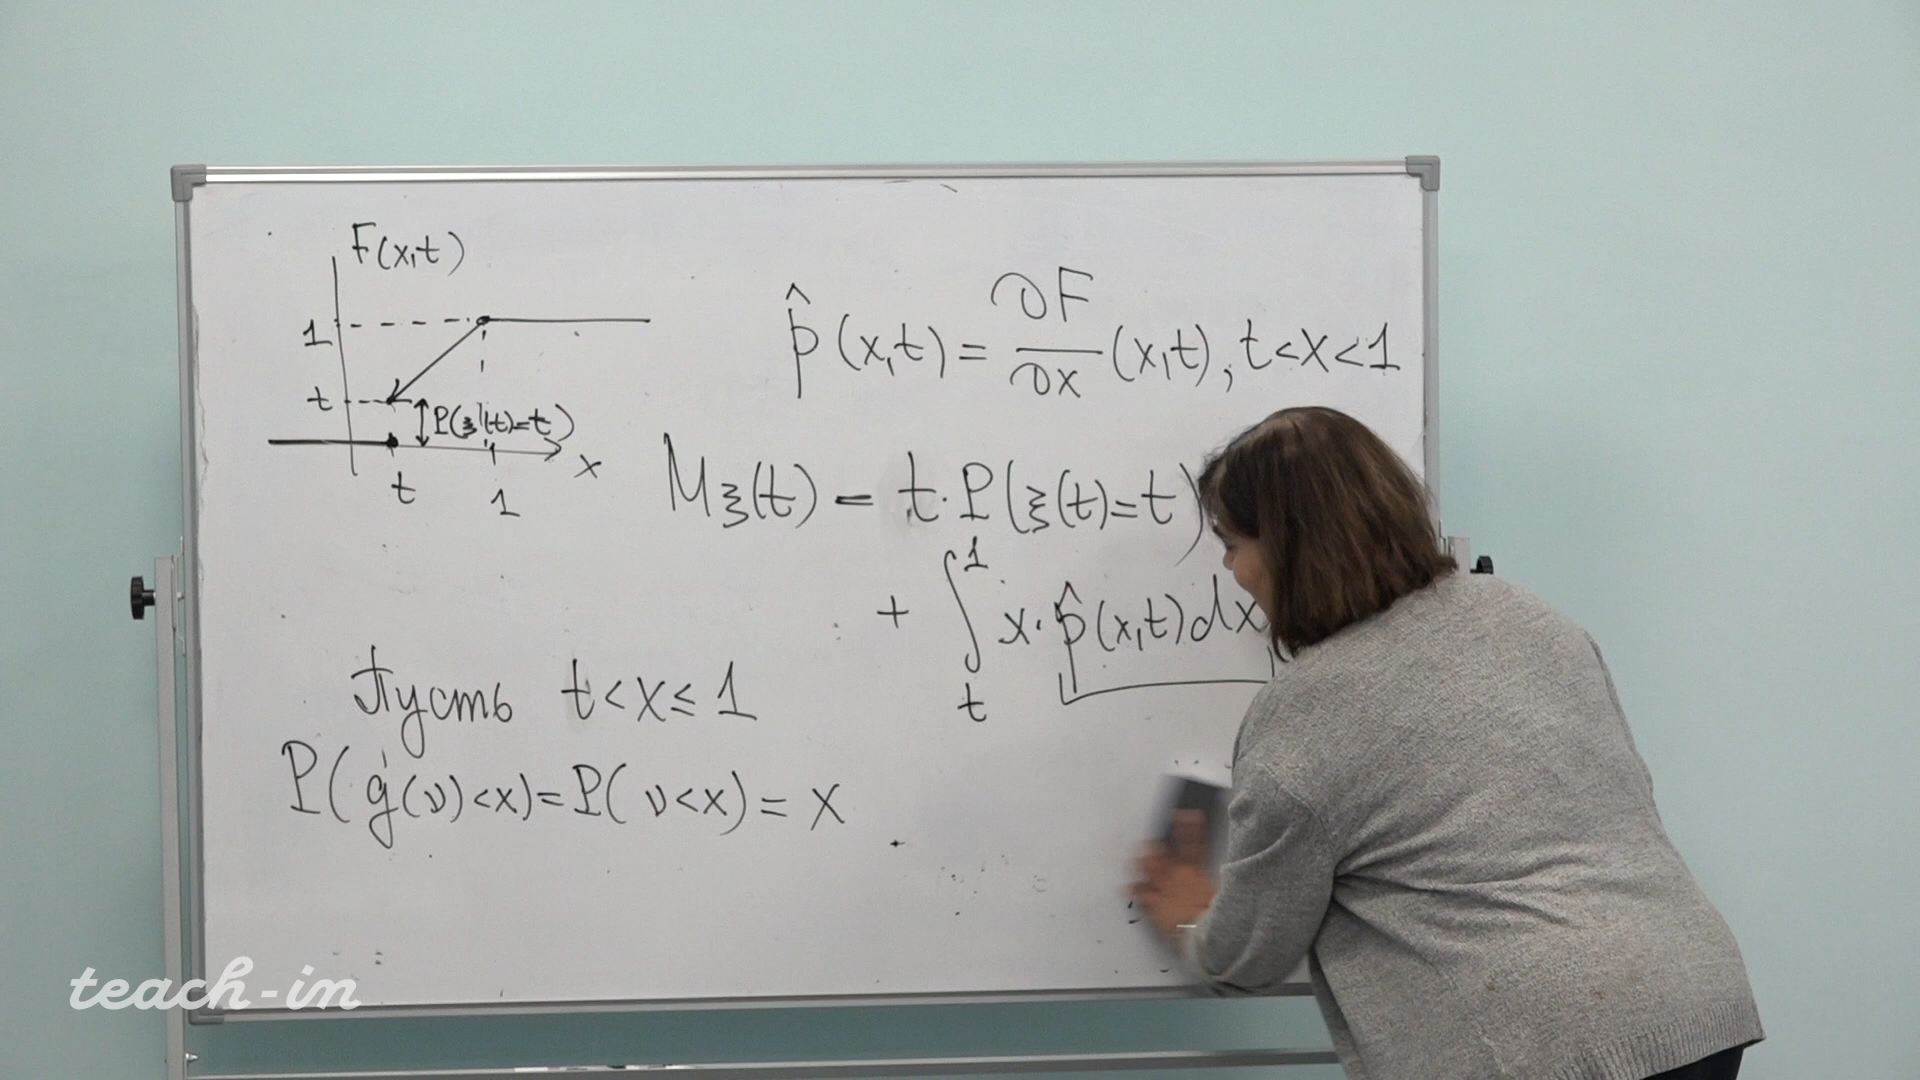 F(x,t)
1
t
P(ξ(t)=t)
x
t
1
p̂(x,t) = ∂F/∂x (x,t), t<x<1
Mξ(t) = t·P(ξ(t)=t)
+ ∫_t^1 x·p̂(x,t)dx
Пусть t<x≤1
P(g(ν)<x)=P(ν<x)=x
teach-in